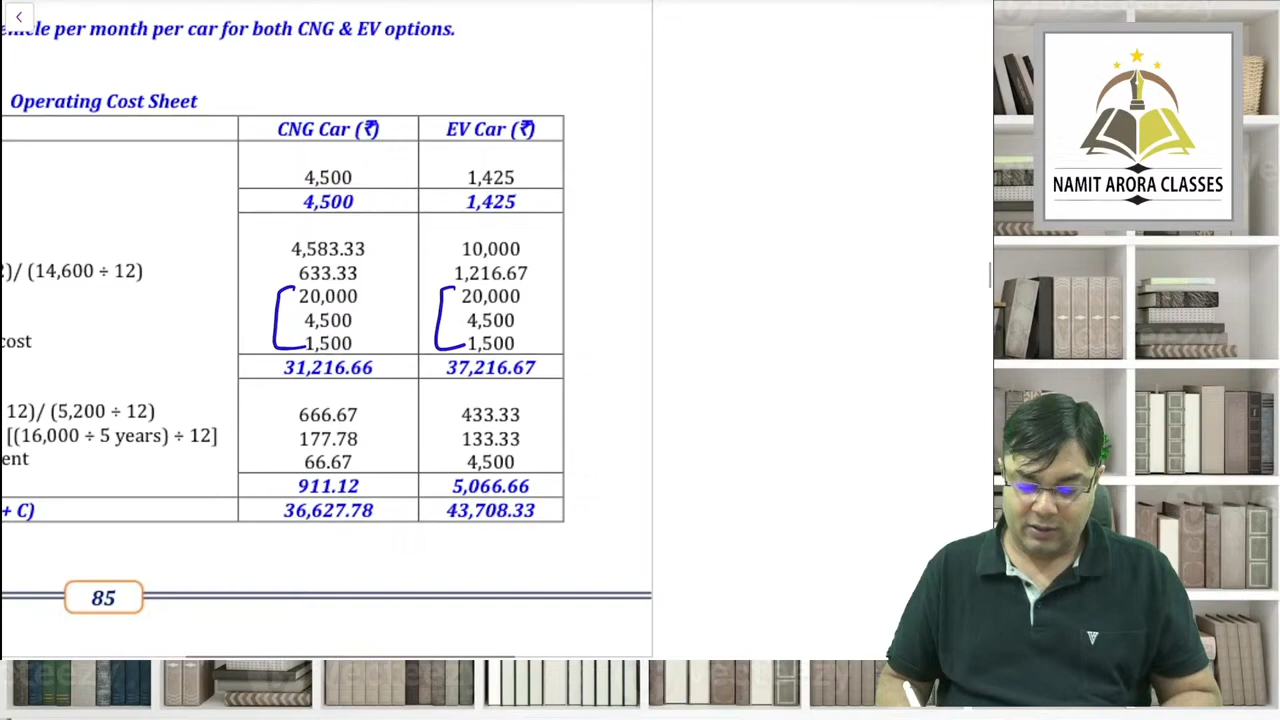 vehicle per month per car for both CNG & EV options.
Operating Cost Sheet
CNG Car (₹) EV Car (₹)
4,500 1,425
4,500 1,425
4,583.33 10,000
)/ (14,600 ÷ 12) 633.33 1,216.67
20,000 20,000
4,500 4,500
cost 1,500 1,500
31,216.66 37,216.67
12)/ (5,200 ÷ 12) 666.67 433.33
[(16,000 ÷ 5 years) ÷ 12] 177.78 133.33
ent 66.67 4,500
911.12 5,066.66
+ C) 36,627.78 43,708.33
85
NAMIT ARORA CLASSES